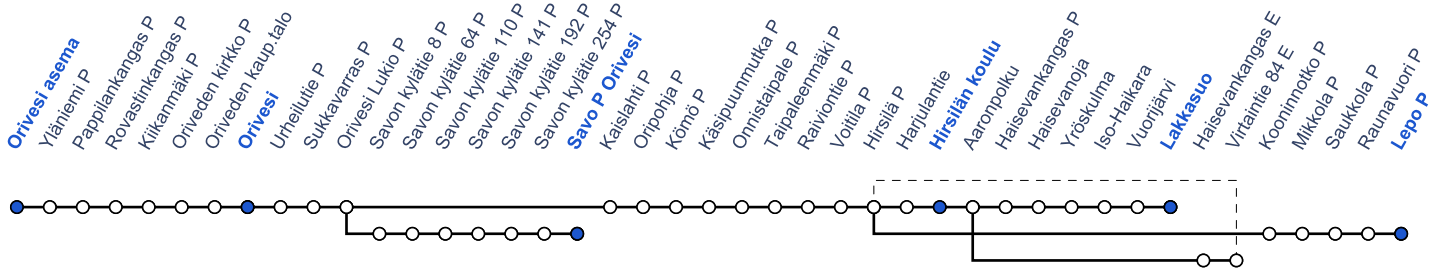 Orivesi asema
Yläniemi P
Pappilankangas P
Rovastinkangas P
Kiikanmäki P
Oriveden kirkko P
Oriveden kaup.talo
Orivesi
Urheilutie P
Sukkavarras P
Orivesi Lukio P
Savon kylätie 8 P
Savon kylätie 64 P
Savon kylätie 110 P
Savon kylätie 141 P
Savon kylätie 192 P
Savon kylätie 254 P
Savo P Orivesi
Kaislahti P
Oripohja P
Kömö P
Käsipuunmutka P
Onnistaipale P
Taipaleenmäki P
Raiviontie P
Voitila P
Hirsilä P
Harjulantie
Hirsilän koulu
Aaronpolku
Haisevankangas P
Haisevanoja
Yröskulma
Iso-Haikara
Vuorijärvi
Lakkasuo
Haisevankangas E
Virtaintie 84 E
Kooninnotko P
Mikkola P
Saukkola P
Raunavuori P
Lepo P